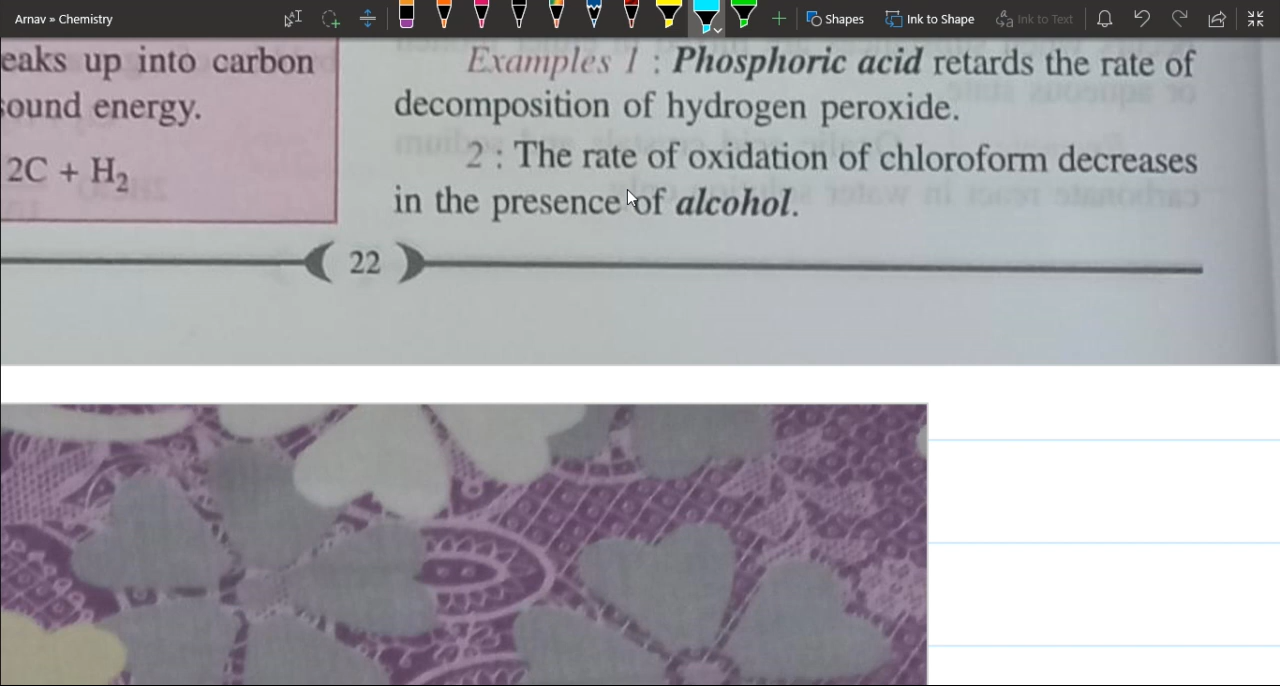 Arnav » Chemistry
Shapes
Ink to Shape
Ink to Text
eaks up into carbon
sound energy.
2C + H₂
Examples 1 : Phosphoric acid retards the rate of
decomposition of hydrogen peroxide.
2 : The rate of oxidation of chloroform decreases
in the presence of alcohol.
22